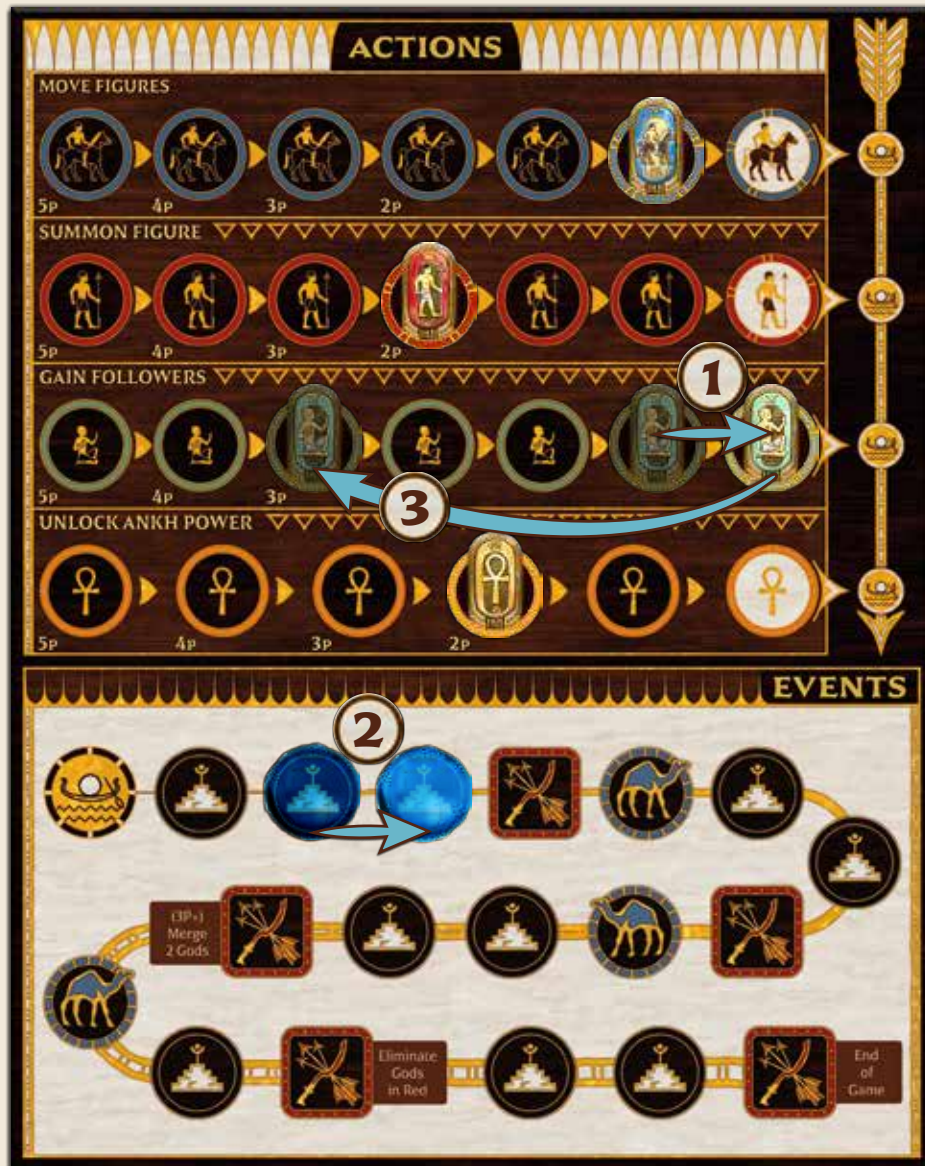 ACTIONS
MOVE FIGURES
5P 4P 3P 2P
SUMMON FIGURE
5P 4P 3P 2P
GAIN FOLLOWERS
1
5P 4P 3P
3
UNLOCK ANKH POWER
5P 4P 3P 2P
EVENTS
2
(3P+)
Merge
2 Gods
Eliminate
Gods
in Red
End
of
Game